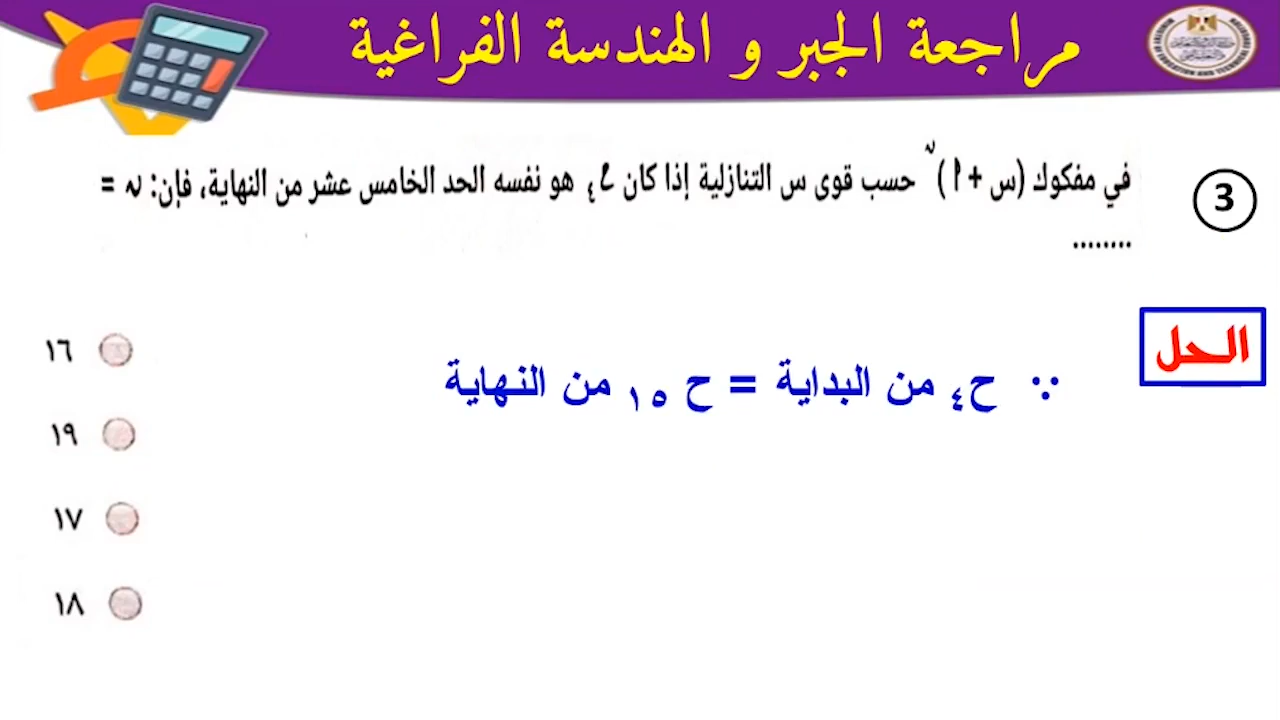 مراجعة الجبر و الهندسة الفراغية
3
في مفكوك (س + ا)ⁿ حسب قوى س التنازلية إذا كان ح٤ هو نفسه الحد الخامس عشر من النهاية، فإن: ن =
........
الحل
∵ ح٤ من البداية = ح ١٥ من النهاية
١٦
١٩
١٧
١٨